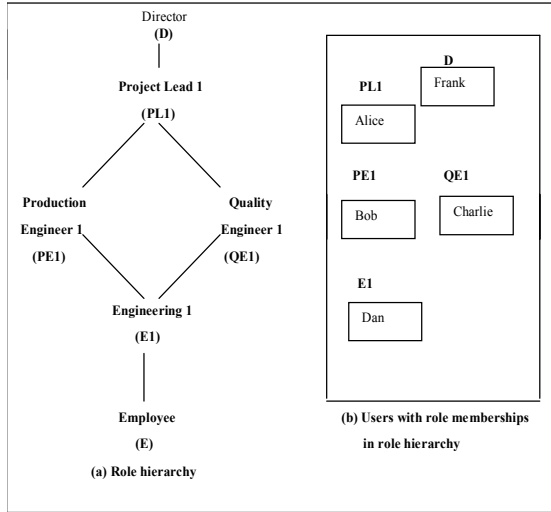 Director
(D)
Project Lead 1
(PL1)
Production
Engineer 1
(PE1)
Quality
Engineer 1
(QE1)
Engineering 1
(E1)
Employee
(E)
(a) Role hierarchy
D
Frank
PL1
Alice
PE1
Bob
QE1
Charlie
E1
Dan
(b) Users with role memberships
in role hierarchy